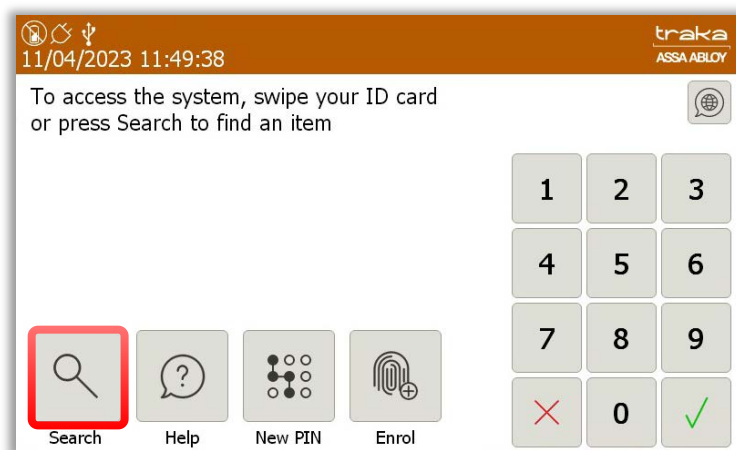 traka
11/04/2023 11:49:38
ASSA ABLOY
To access the system, swipe your ID card
or press Search to find an item
1 2 3
4 5 6
7 8 9
0
?
Search Help New PIN Enrol